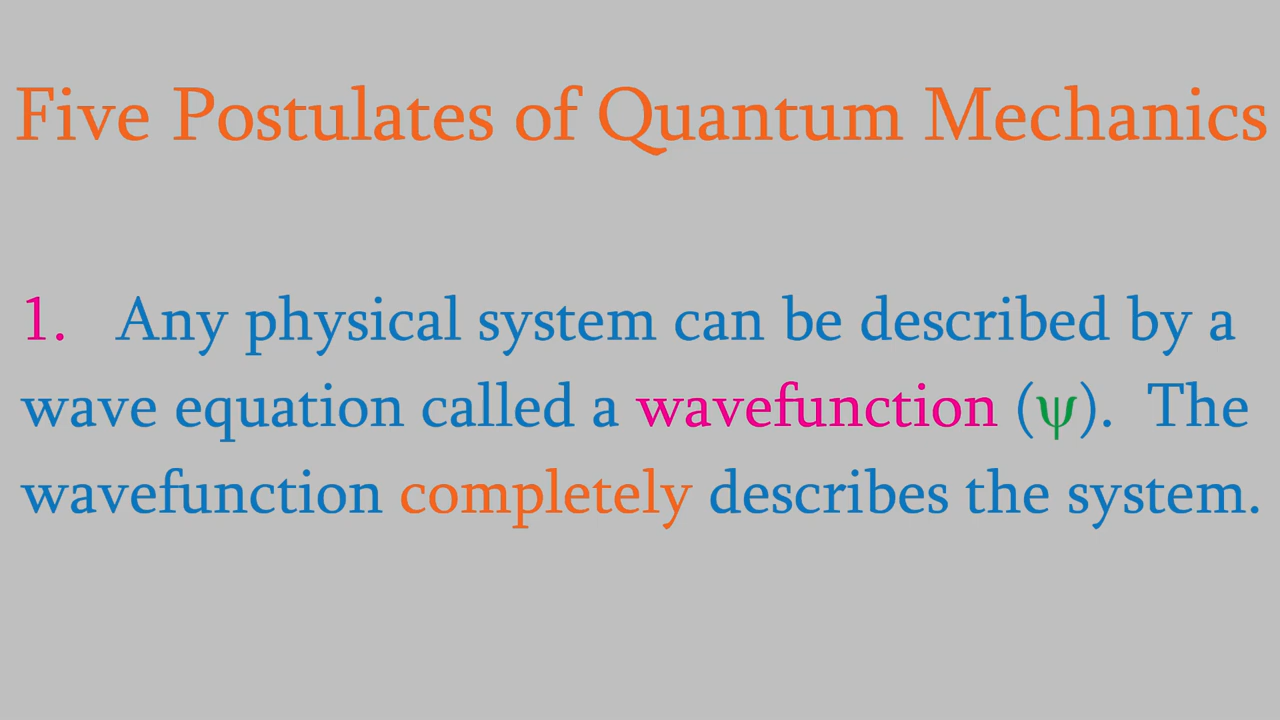 Five Postulates of Quantum Mechanics
1. Any physical system can be described by a
wave equation called a wavefunction (ψ). The
wavefunction completely describes the system.